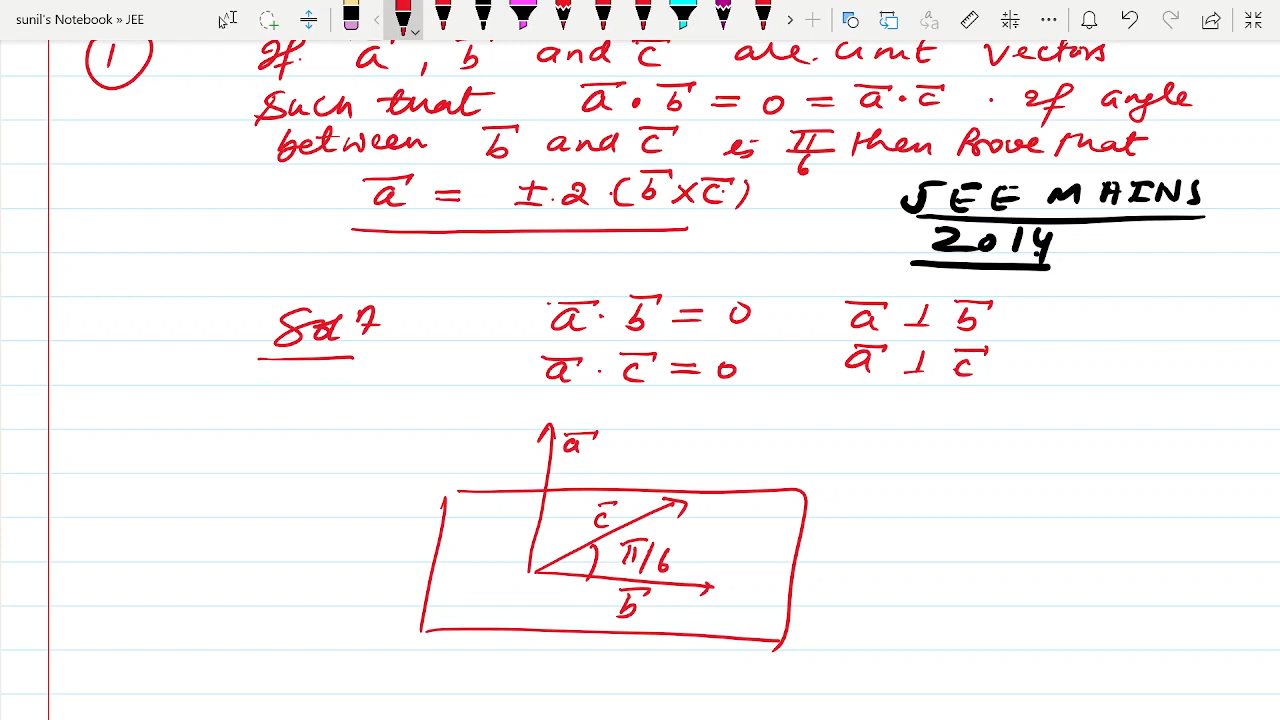 sunil's Notebook » JEE
1 If a⃗, b⃗ and c⃗ are unit vectors
such that a⃗ • b⃗ = 0 = a⃗ • c⃗ . If angle
between b⃗ and c⃗ is π/6 then Prove that
a⃗ = ± 2 (b⃗ × c⃗)
JEE MAINS
2014
Sol⁷
a⃗ · b⃗ = 0 a⃗ ⊥ b⃗
a⃗ · c⃗ = 0 a⃗ ⊥ c⃗
a⃗
c⃗
π/6
b⃗